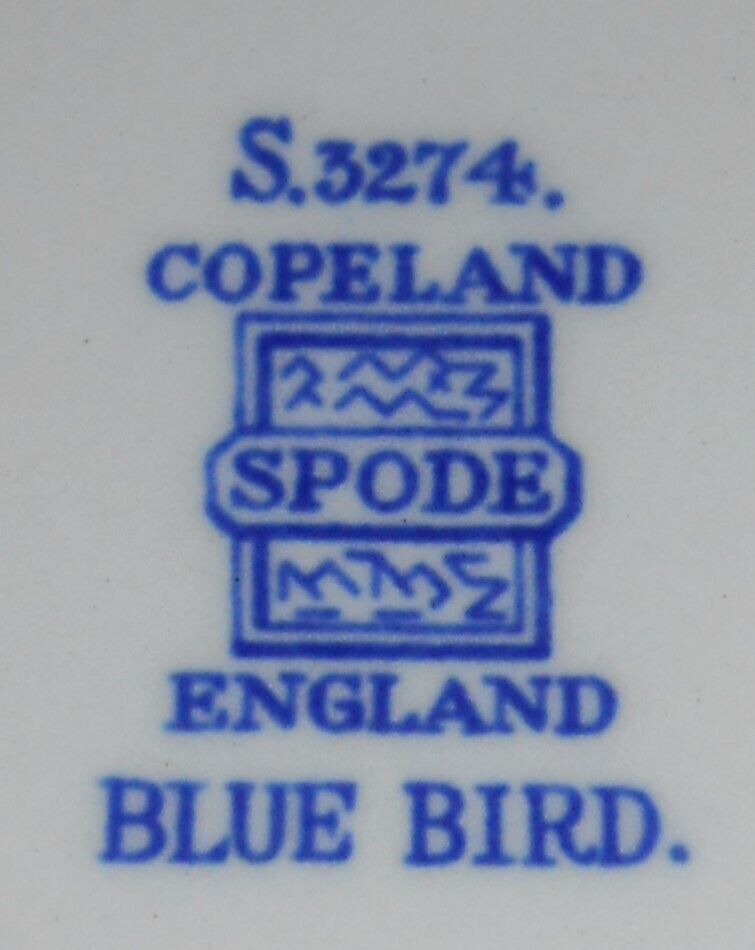 S.3274.
COPELAND
SPODE
ENGLAND
BLUE BIRD.